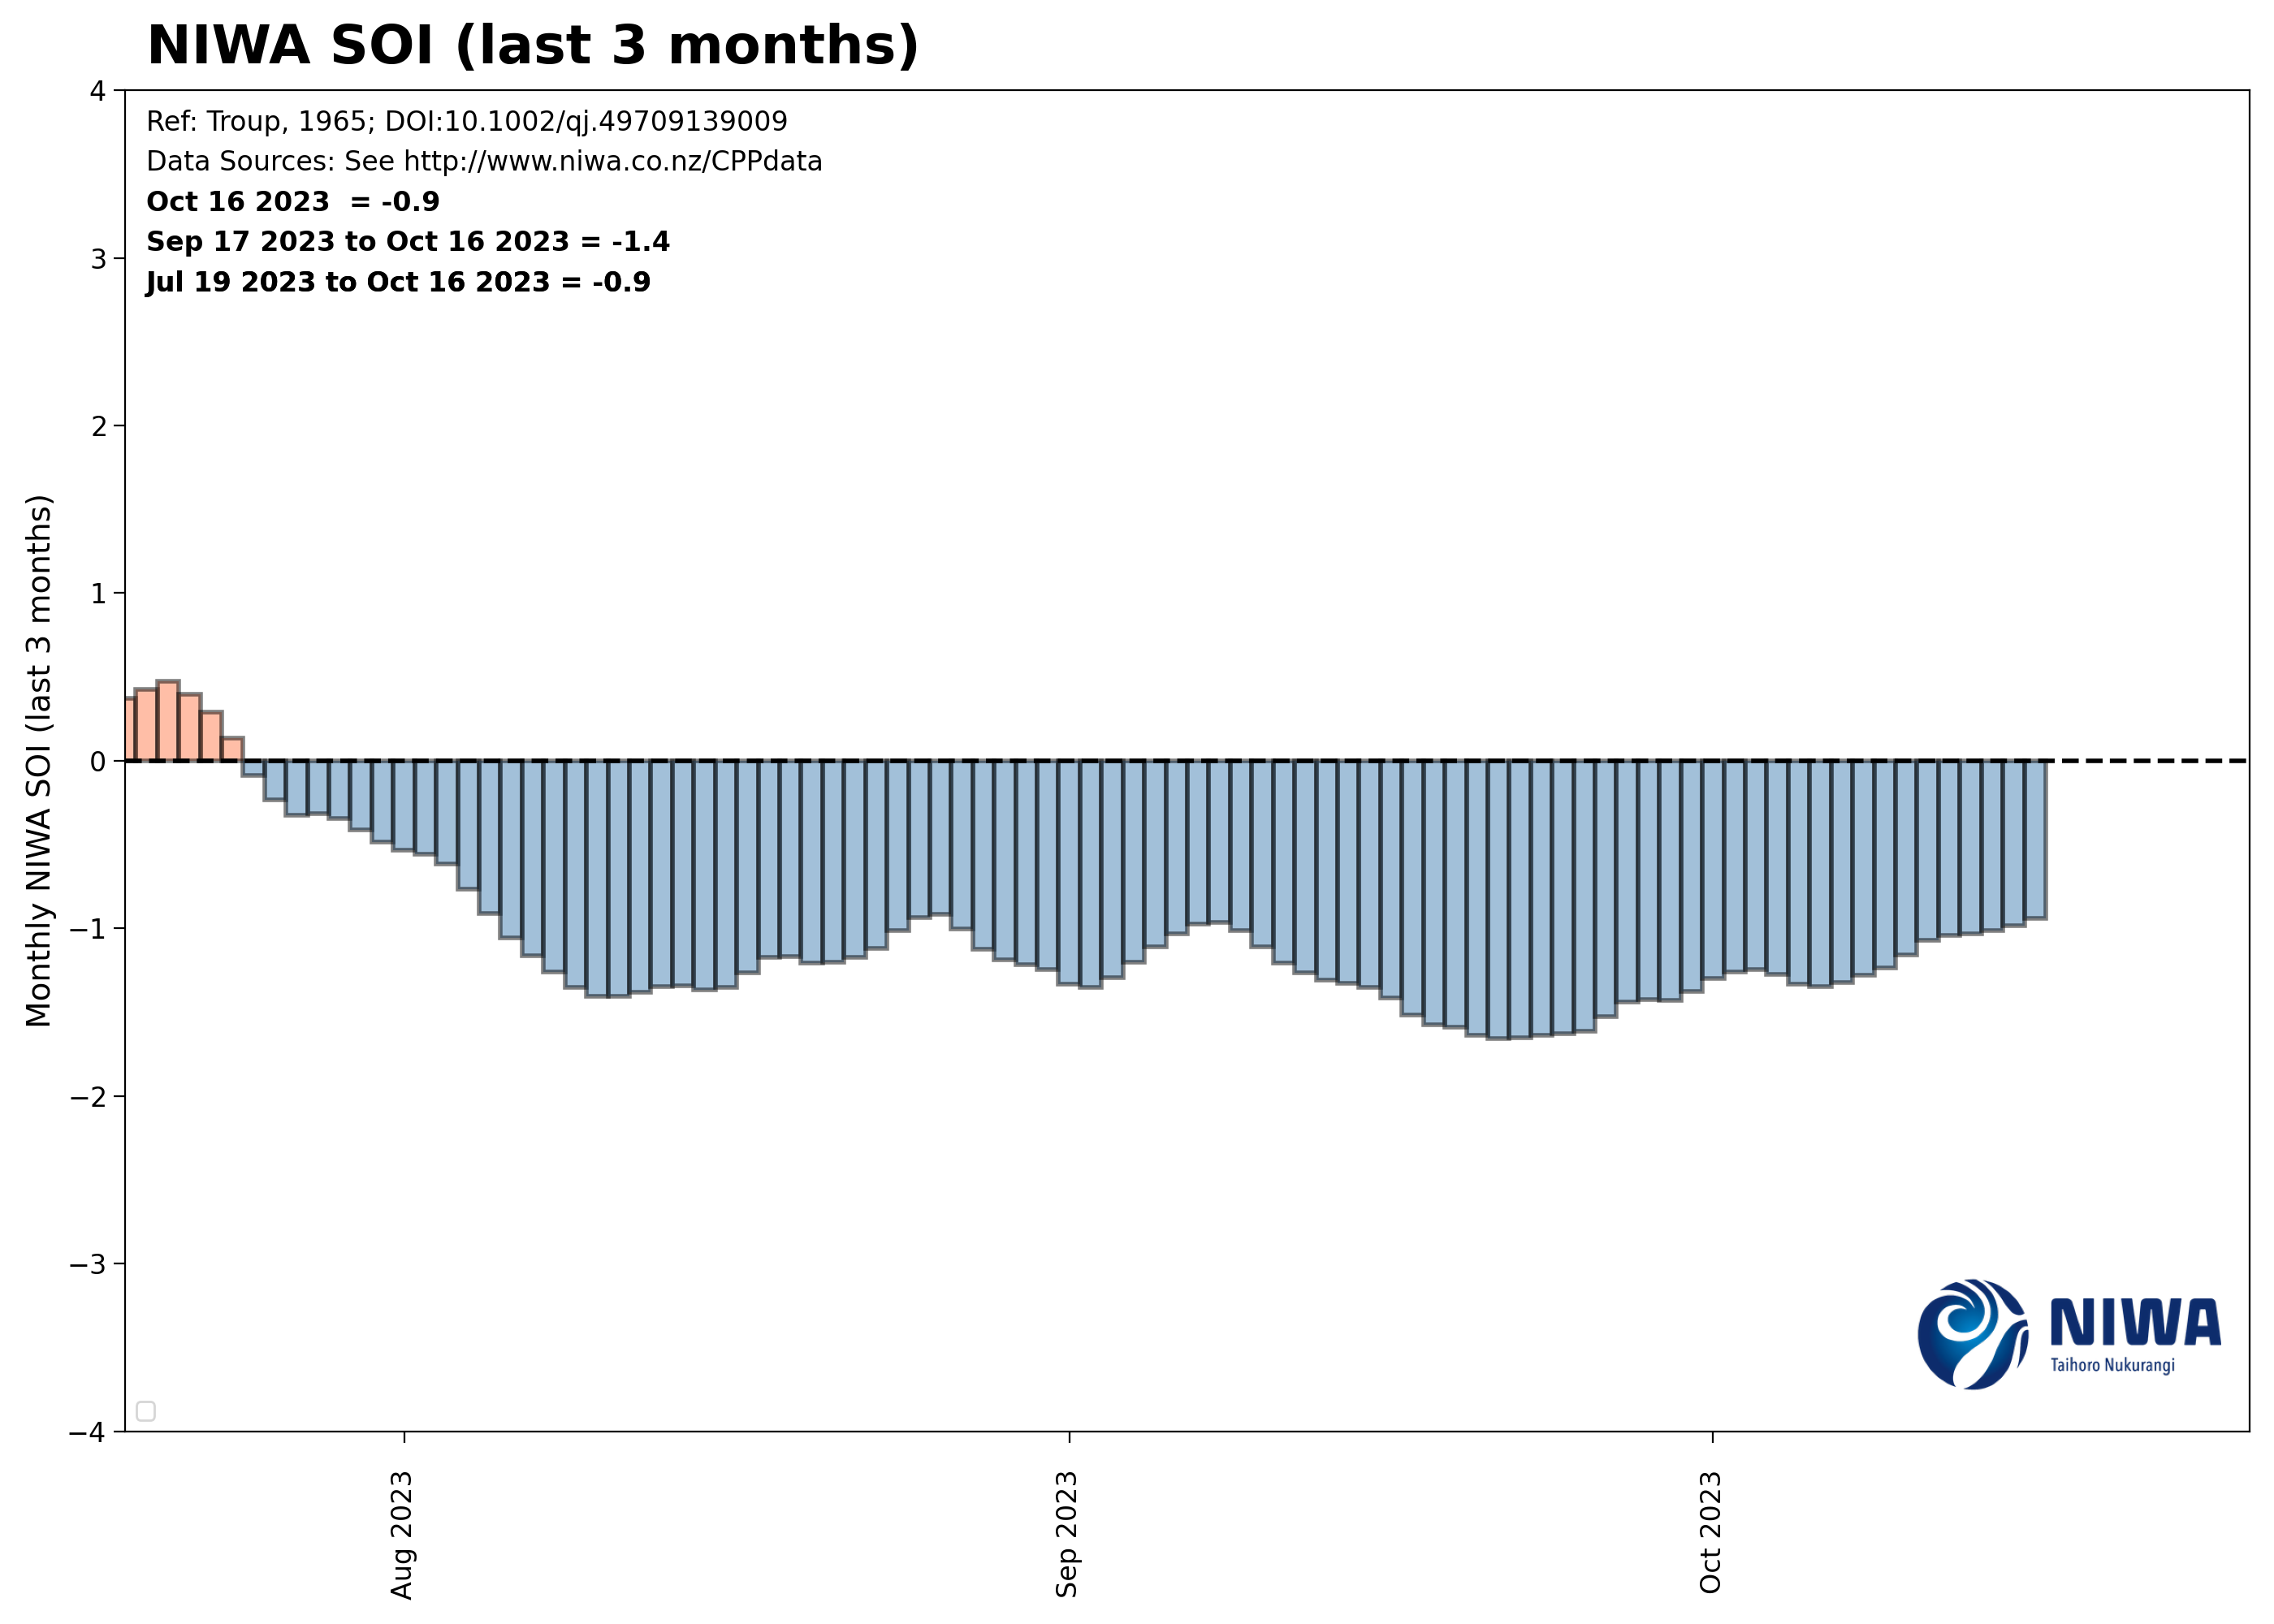 NIWA SOI (last 3 months)
Ref: Troup, 1965; DOI:10.1002/qj.49709139009
Data Sources: See http://www.niwa.co.nz/CPPdata
Oct 16 2023  = -0.9
Sep 17 2023 to Oct 16 2023 = -1.4
Jul 19 2023 to Oct 16 2023 = -0.9
Monthly NIWA SOI (last 3 months)
4
3
2
1
0
−1
−2
−3
−4
Aug 2023
Sep 2023
Oct 2023
NIWA
Taihoro Nukurangi